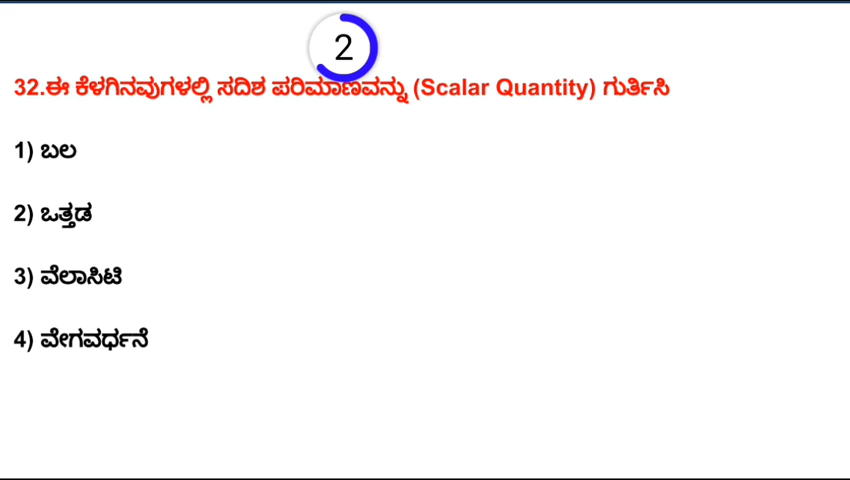 2
32.ಈ ಕೆಳಗಿನವುಗಳಲ್ಲಿ ಸದಿಶ ಪರಿಮಾಣವನ್ನು (Scalar Quantity) ಗುರ್ತಿಸಿ
1) ಬಲ
2) ಒತ್ತಡ
3) ವೆಲಾಸಿಟಿ
4) ವೇಗವರ್ಧನೆ